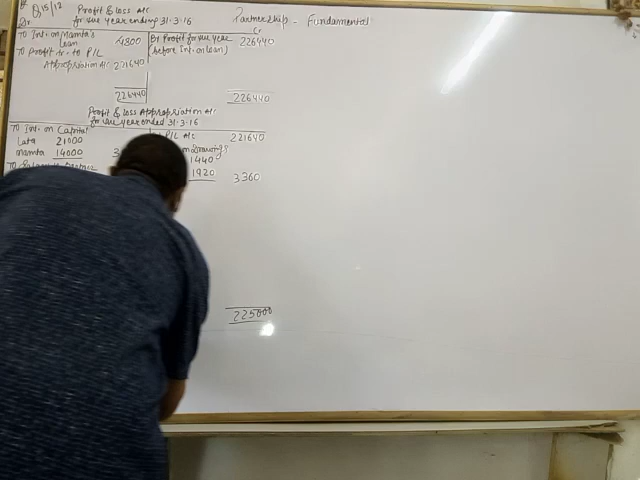 Q 15/12 Profit & Loss A/c
Partnership - Fundamental
Dr for the year ending 31.3.16 Cr
To Int. on Mamta's Loan 4800
By Profit for the year (before Int. on loan) 226440
To Profit tr. to P/L Appropriation A/c 221640
226440 226440
Profit & Loss Appropriation A/c
for the year ended 31.3.16
To Int. on Capital
P/L A/c 221640
Lata 21000
Mamta 14000
1440
1920 3360
225000